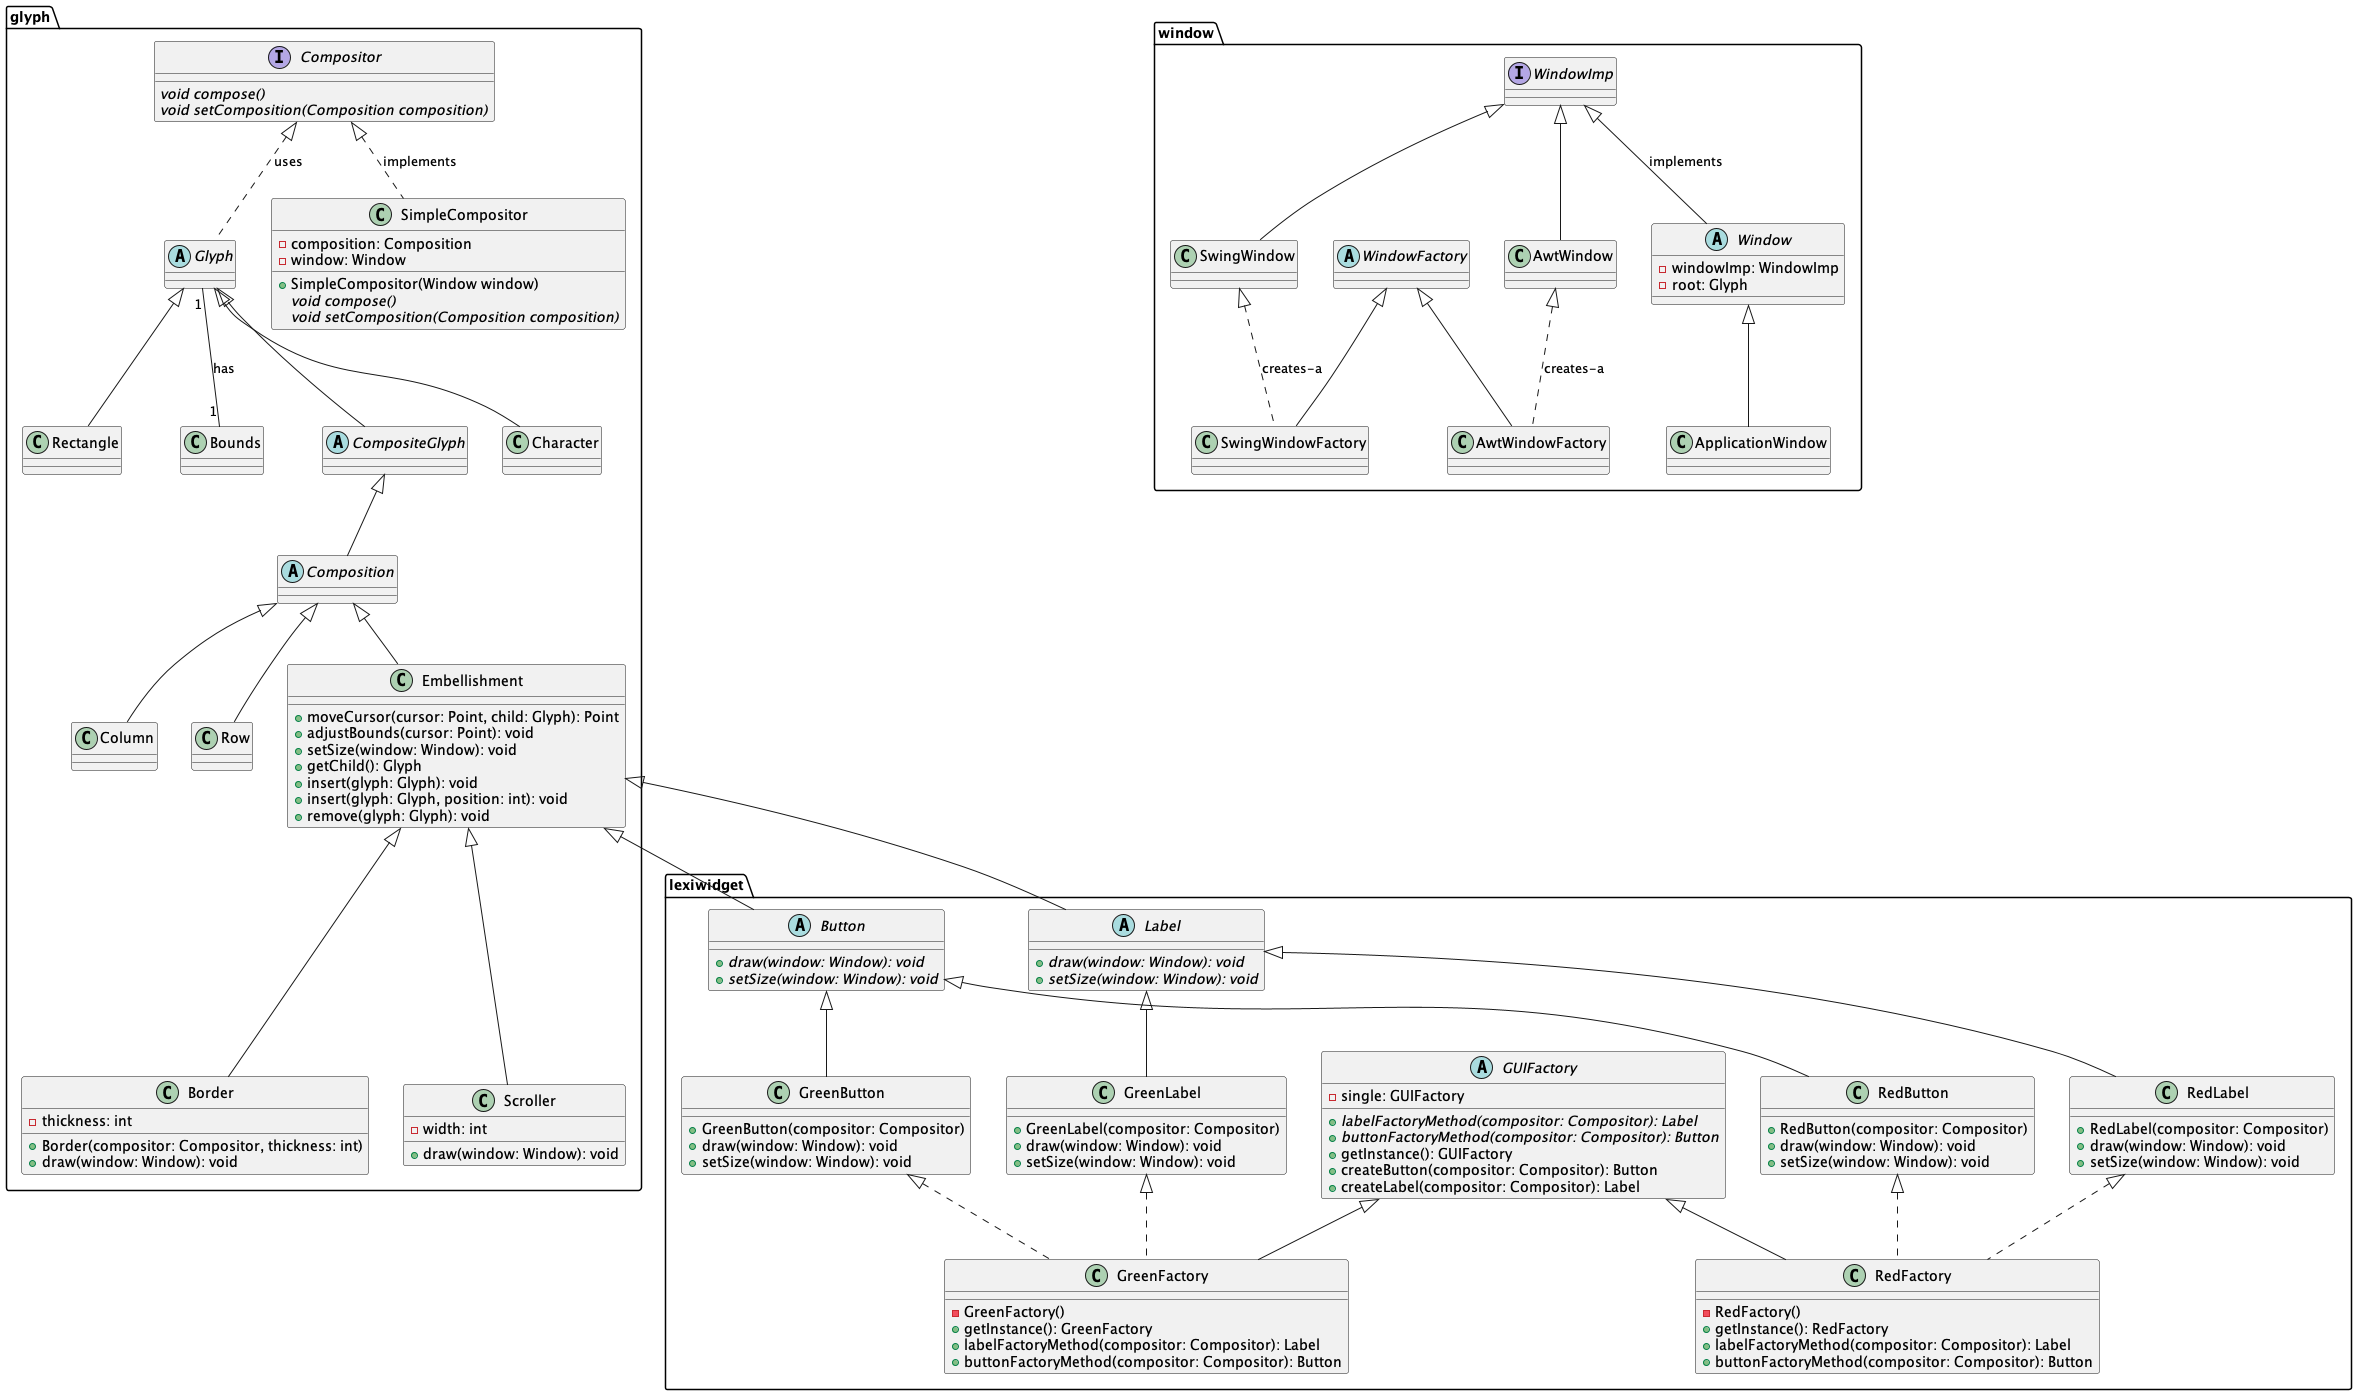 glyph
I Compositor
void compose()
void setComposition(Composition composition)
uses
implements
C SimpleCompositor
composition: Composition
window: Window
SimpleCompositor(Window window)
void compose()
void setComposition(Composition composition)
A Glyph
1
has
1
C Rectangle
C Bounds
A CompositeGlyph
C Character
A Composition
C Column
C Row
C Embellishment
moveCursor(cursor: Point, child: Glyph): Point
adjustBounds(cursor: Point): void
setSize(window: Window): void
getChild(): Glyph
insert(glyph: Glyph): void
insert(glyph: Glyph, position: int): void
remove(glyph: Glyph): void
C Border
thickness: int
Border(compositor: Compositor, thickness: int)
draw(window: Window): void
C Scroller
width: int
draw(window: Window): void
window
I WindowImp
implements
C SwingWindow
A WindowFactory
C AwtWindow
A Window
windowImp: WindowImp
root: Glyph
creates-a
creates-a
C SwingWindowFactory
C AwtWindowFactory
C ApplicationWindow
lexiwidget
A Button
draw(window: Window): void
setSize(window: Window): void
A Label
draw(window: Window): void
setSize(window: Window): void
C GreenButton
GreenButton(compositor: Compositor)
draw(window: Window): void
setSize(window: Window): void
C GreenLabel
GreenLabel(compositor: Compositor)
draw(window: Window): void
setSize(window: Window): void
A GUIFactory
single: GUIFactory
labelFactoryMethod(compositor: Compositor): Label
buttonFactoryMethod(compositor: Compositor): Button
getInstance(): GUIFactory
createButton(compositor: Compositor): Button
createLabel(compositor: Compositor): Label
C RedButton
RedButton(compositor: Compositor)
draw(window: Window): void
setSize(window: Window): void
C RedLabel
RedLabel(compositor: Compositor)
draw(window: Window): void
setSize(window: Window): void
C GreenFactory
GreenFactory()
getInstance(): GreenFactory
labelFactoryMethod(compositor: Compositor): Label
buttonFactoryMethod(compositor: Compositor): Button
C RedFactory
RedFactory()
getInstance(): RedFactory
labelFactoryMethod(compositor: Compositor): Label
buttonFactoryMethod(compositor: Compositor): Button